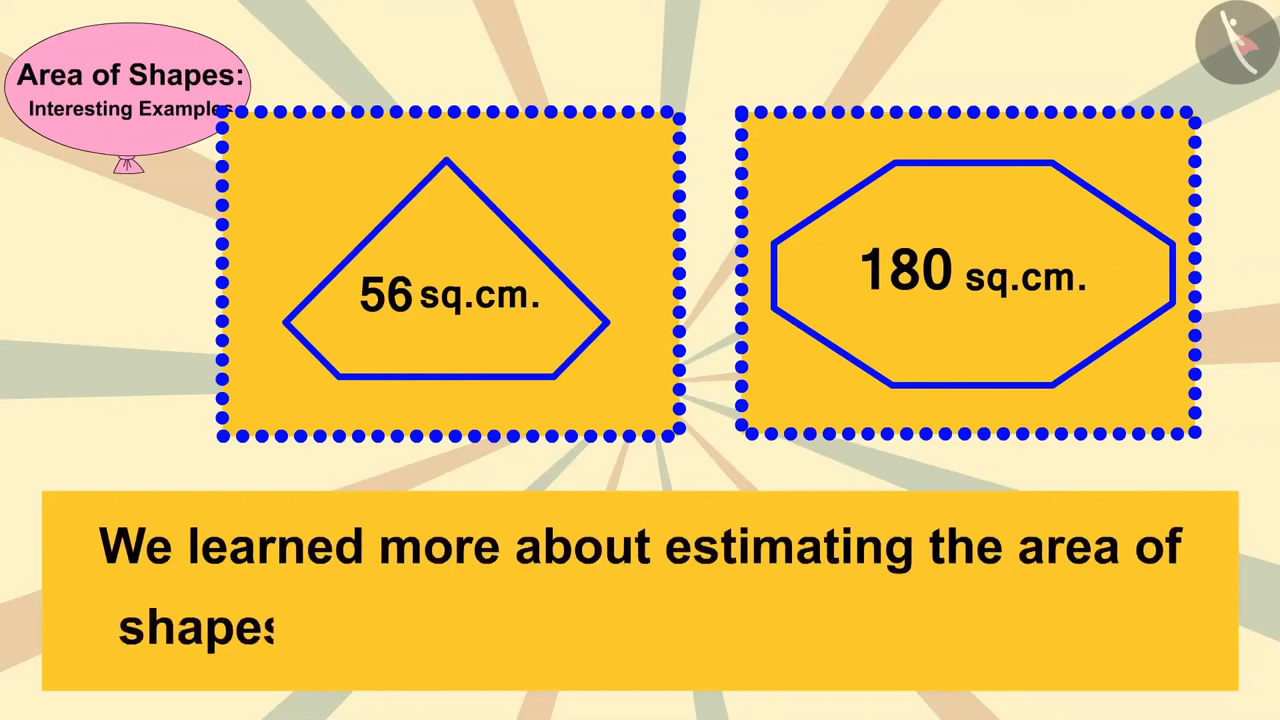 Area of Shapes:
Interesting Examples
56 sq.cm.
180 sq.cm.
We learned more about estimating the area of
shapes